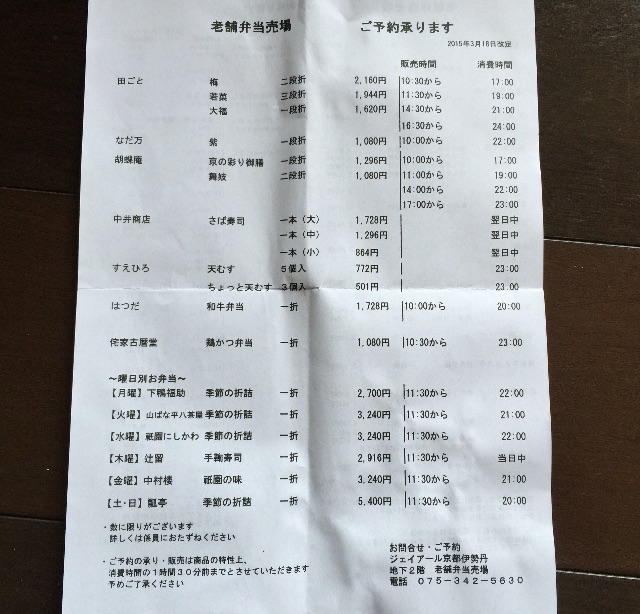 老舗弁当売場 ご予約承ります
2015年3月18日改定
販売時間 消費時間
田ごと 梅 二段折 2,160円 10:30から 17:00
若菜 三段折 1,944円 11:30から 19:00
大福 一段折 1,620円 14:30から 21:00
16:30から 24:00
なだ万 紫 一段折 1,080円 10:00から 22:00
胡蝶庵 京の彩り御膳 一段折 1,296円 10:00から 17:00
舞妓 二段折 1,080円 11:00から 19:00
14:00から 22:00
17:00から 23:00
中井商店 さば寿司 一本（大） 1,728円 翌日中
一本（中） 1,296円 翌日中
一本（小） 864円 翌日中
すえひろ 天むす 5個入 772円 23:00
ちょっと天むす 3個入 501円 23:00
はつだ 和牛弁当 一折 1,728円 10:00から 20:00
侘家古暦堂 鶏かつ弁当 一折 1,080円 10:30から 23:00
～曜日別お弁当～
【月曜】下鴨福助 季節の折詰 一折 2,700円 11:30から 22:00
【火曜】山ばな平八茶屋 季節の折詰 一折 3,240円 11:30から 21:00
【水曜】祇園にしかわ 季節の折詰 一折 3,240円 11:30から 22:00
【木曜】辻留 手鞠寿司 一折 2,916円 11:30から 当日中
【金曜】中村楼 祇園の味 一折 3,240円 11:30から 21:00
【土・日】瓢亭 季節の折詰 一折 5,400円 11:30から 20:00
・数に限りがございます
詳しくは係員におたずねください
・ご予約の承り・販売は商品の特性上、
消費時間の1時間30分前までとさせていただきます
予めご了承ください
お問合せ・ご予約
ジェイアール京都伊勢丹
地下2階 老舗弁当売場
電話 075-342-5630